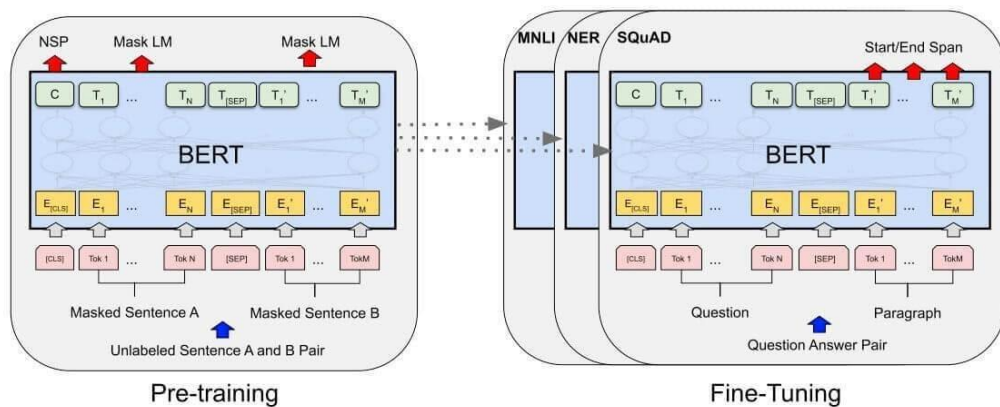 NSP Mask LM Mask LM
C T1 ... TN T[SEP] T1' ... TM'
BERT
E[CLS] E1 ... EN E[SEP] E1' ... EM'
[CLS] Tok 1 ... Tok N [SEP] Tok 1 ... TokM
Masked Sentence A Masked Sentence B
Unlabeled Sentence A and B Pair
Pre-training
MNLI NER SQuAD
Start/End Span
C T1 ... TN T[SEP] T1' ... TM'
BERT
E[CLS] E1 ... EN E[SEP] E1' ... EM'
[CLS] Tok 1 ... Tok N [SEP] Tok 1 ... TokM
Question Paragraph
Question Answer Pair
Fine-Tuning